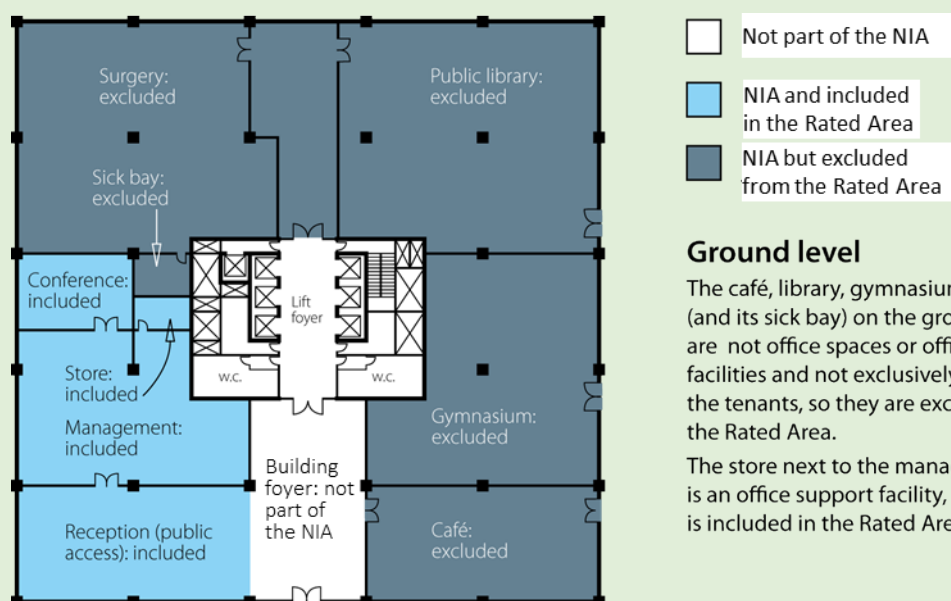 Surgery:
excluded
Public library:
excluded
Sick bay:
excluded
Conference:
included
Lift
foyer
Store:
included
w.c.
w.c.
Management:
included
Gymnasium:
excluded
Building
foyer: not
part of
the NIA
Reception (public
access): included
Café:
excluded
Not part of the NIA
NIA and included
in the Rated Area
NIA but excluded
from the Rated Area
Ground level
The café, library, gymnasium
(and its sick bay) on the gro
are not office spaces or offi
facilities and not exclusively
the tenants, so they are exc
the Rated Area.
The store next to the mana
is an office support facility,
is included in the Rated Are